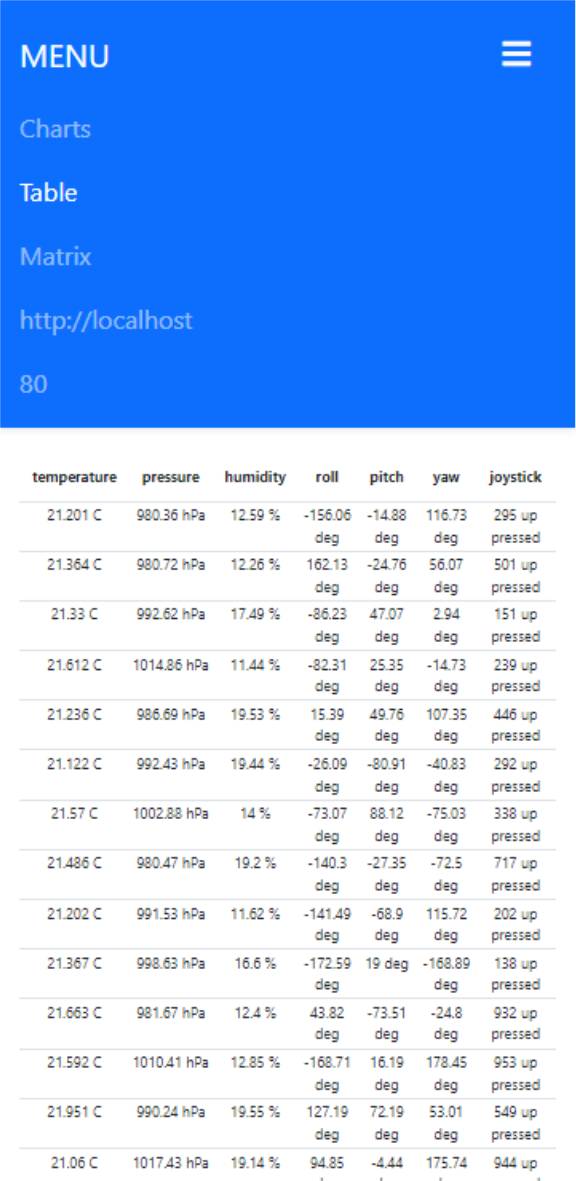 MENU
Charts
Table
Matrix
http://localhost
80
temperature pressure humidity roll pitch yaw joystick
21.201 C 980.36 hPa 12.59 % -156.06 -14.88 116.73 295 up
deg deg deg pressed
21.364 C 980.72 hPa 12.26 % 162.13 -24.76 56.07 501 up
deg deg deg pressed
21.33 C 992.62 hPa 17.49 % -86.23 47.07 2.94 151 up
deg deg deg pressed
21.612 C 1014.86 hPa 11.44 % -82.31 25.35 -14.73 239 up
deg deg deg pressed
21.236 C 986.69 hPa 19.53 % 15.39 49.76 107.35 446 up
deg deg deg pressed
21.122 C 992.43 hPa 19.44 % -26.09 -80.91 -40.83 292 up
deg deg deg pressed
21.57 C 1002.88 hPa 14 % -73.07 88.12 -75.03 338 up
deg deg deg pressed
21.486 C 980.47 hPa 19.2 % -140.3 -27.35 -72.5 717 up
deg deg deg pressed
21.202 C 991.53 hPa 11.62 % -141.49 -68.9 115.72 202 up
deg deg deg pressed
21.367 C 998.63 hPa 16.6 % -172.59 19 deg -168.89 138 up
deg deg pressed
21.663 C 981.67 hPa 12.4 % 43.82 -73.51 -24.8 932 up
deg deg deg pressed
21.592 C 1010.41 hPa 12.85 % -168.71 16.19 178.45 953 up
deg deg deg pressed
21.951 C 990.24 hPa 19.55 % 127.19 72.19 53.01 549 up
deg deg deg pressed
21.06 C 1017.43 hPa 19.14 % 94.85 -4.44 175.74 944 up